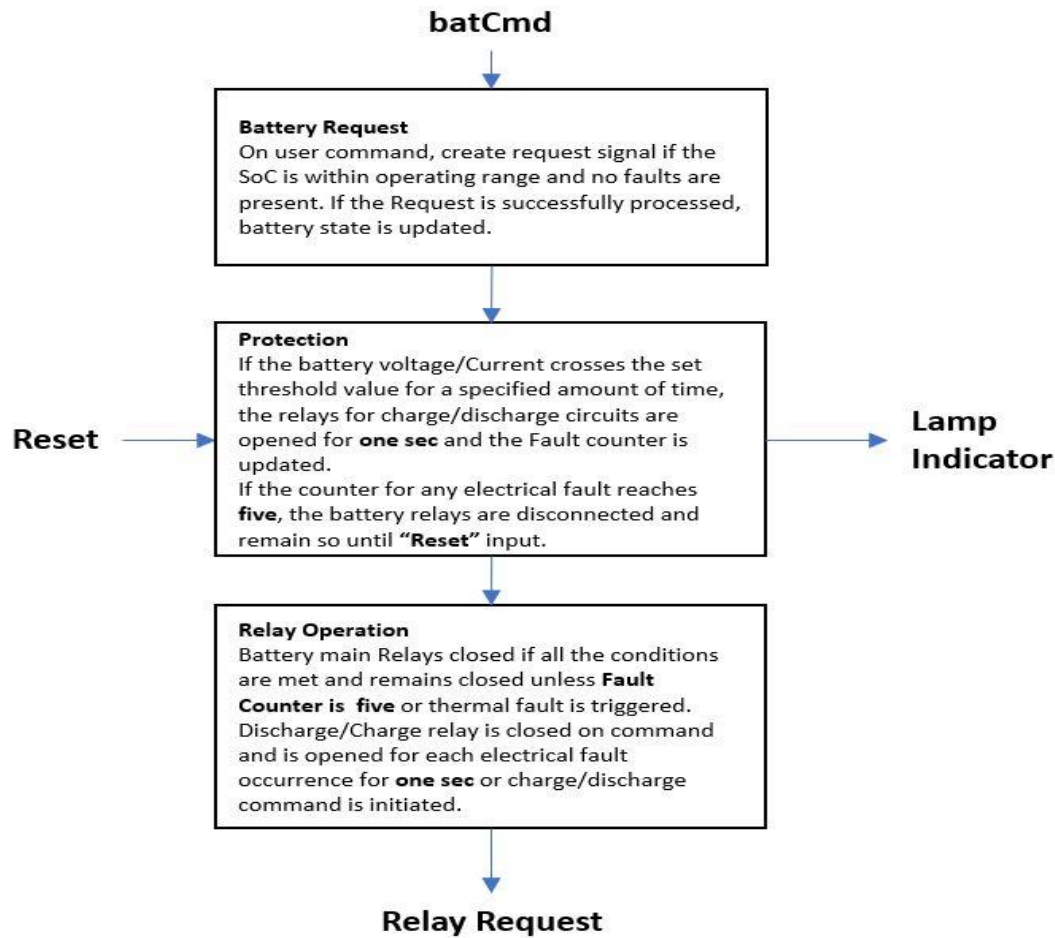 batCmd
Battery Request
On user command, create request signal if the
SoC is within operating range and no faults are
present. If the Request is successfully processed,
battery state is updated.
Protection
If the battery voltage/Current crosses the set
threshold value for a specified amount of time,
the relays for charge/discharge circuits are
opened for one sec and the Fault counter is
updated.
If the counter for any electrical fault reaches
five, the battery relays are disconnected and
remain so until “Reset” input.
Reset
Lamp
Indicator
Relay Operation
Battery main Relays closed if all the conditions
are met and remains closed unless Fault
Counter is five or thermal fault is triggered.
Discharge/Charge relay is closed on command
and is opened for each electrical fault
occurrence for one sec or charge/discharge
command is initiated.
Relay Request